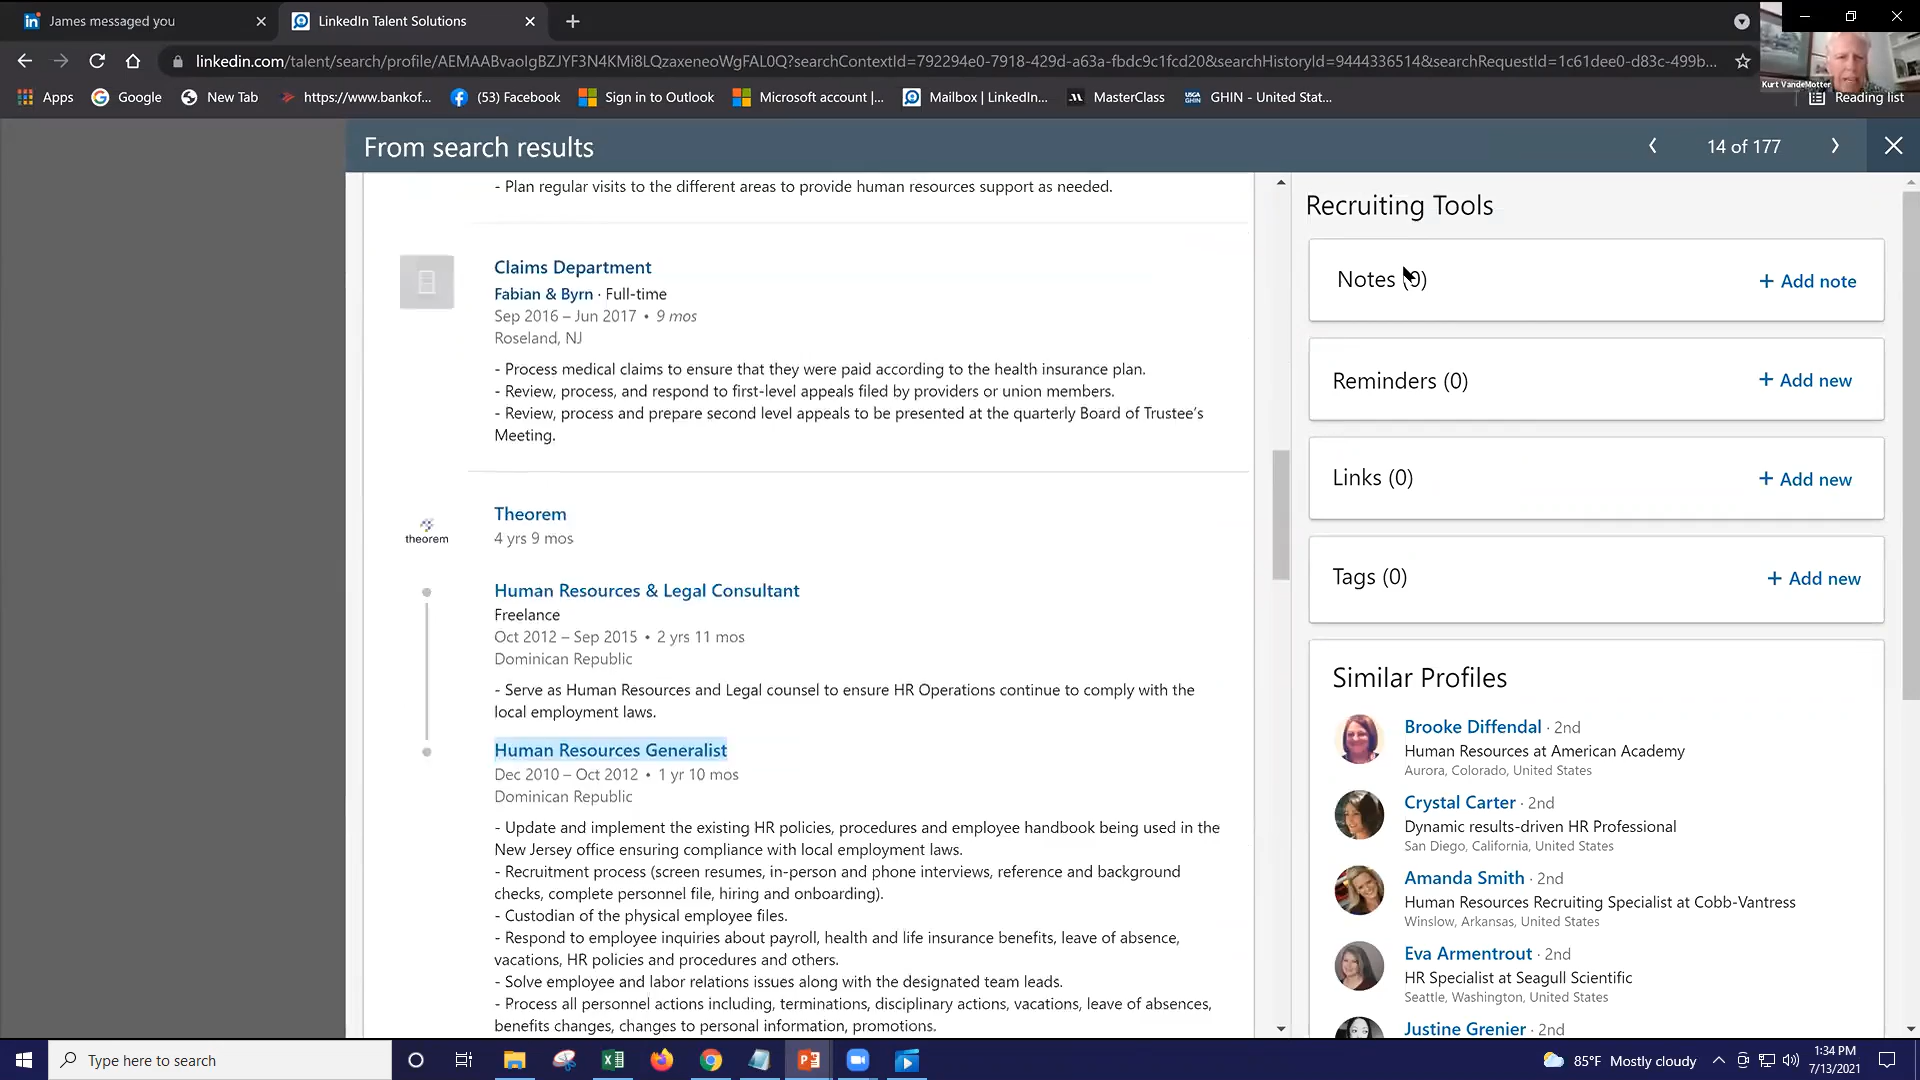 James messaged you
LinkedIn Talent Solutions
linkedin.com/talent/search/profile/AEMAABvaoIgBZJYF3N4KMi8LQzaxeneoWgFAL0Q?searchContextId=792294e0-7918-429d-a63a-fbdc9c1fcd20&searchHistoryId=9444336514&searchRequestId=1c61dee0-d83c-499b...
Kurt VandeMotter
Apps
Google
New Tab
https://www.bankof...
(53) Facebook
Sign in to Outlook
Microsoft account |...
Mailbox | LinkedIn...
MasterClass
GHIN - United Stat...
Reading list
From search results
14 of 177
- Plan regular visits to the different areas to provide human resources support as needed.
Claims Department
Fabian & Byrn · Full-time
Sep 2016 – Jun 2017 • 9 mos
Roseland, NJ
- Process medical claims to ensure that they were paid according to the health insurance plan.
- Review, process, and respond to first-level appeals filed by providers or union members.
- Review, process and prepare second level appeals to be presented at the quarterly Board of Trustee’s
Meeting.
theorem
Theorem
4 yrs 9 mos
Human Resources & Legal Consultant
Freelance
Oct 2012 – Sep 2015 • 2 yrs 11 mos
Dominican Republic
- Serve as Human Resources and Legal counsel to ensure HR Operations continue to comply with the
local employment laws.
Human Resources Generalist
Dec 2010 – Oct 2012 • 1 yr 10 mos
Dominican Republic
- Update and implement the existing HR policies, procedures and employee handbook being used in the
New Jersey office ensuring compliance with local employment laws.
- Recruitment process (screen resumes, in-person and phone interviews, reference and background
checks, complete personnel file, hiring and onboarding).
- Custodian of the physical employee files.
- Respond to employee inquiries about payroll, health and life insurance benefits, leave of absence,
vacations, HR policies and procedures and others.
- Solve employee and labor relations issues along with the designated team leads.
- Process all personnel actions including, terminations, disciplinary actions, vacations, leave of absences,
benefits changes, changes to personal information, promotions.
Recruiting Tools
Notes (0)
+ Add note
Reminders (0)
+ Add new
Links (0)
+ Add new
Tags (0)
+ Add new
Similar Profiles
Brooke Diffendal · 2nd
Human Resources at American Academy
Aurora, Colorado, United States
Crystal Carter · 2nd
Dynamic results-driven HR Professional
San Diego, California, United States
Amanda Smith · 2nd
Human Resources Recruiting Specialist at Cobb-Vantress
Winslow, Arkansas, United States
Eva Armentrout · 2nd
HR Specialist at Seagull Scientific
Seattle, Washington, United States
Justine Grenier · 2nd
Type here to search
85°F Mostly cloudy
1:34 PM
7/13/2021